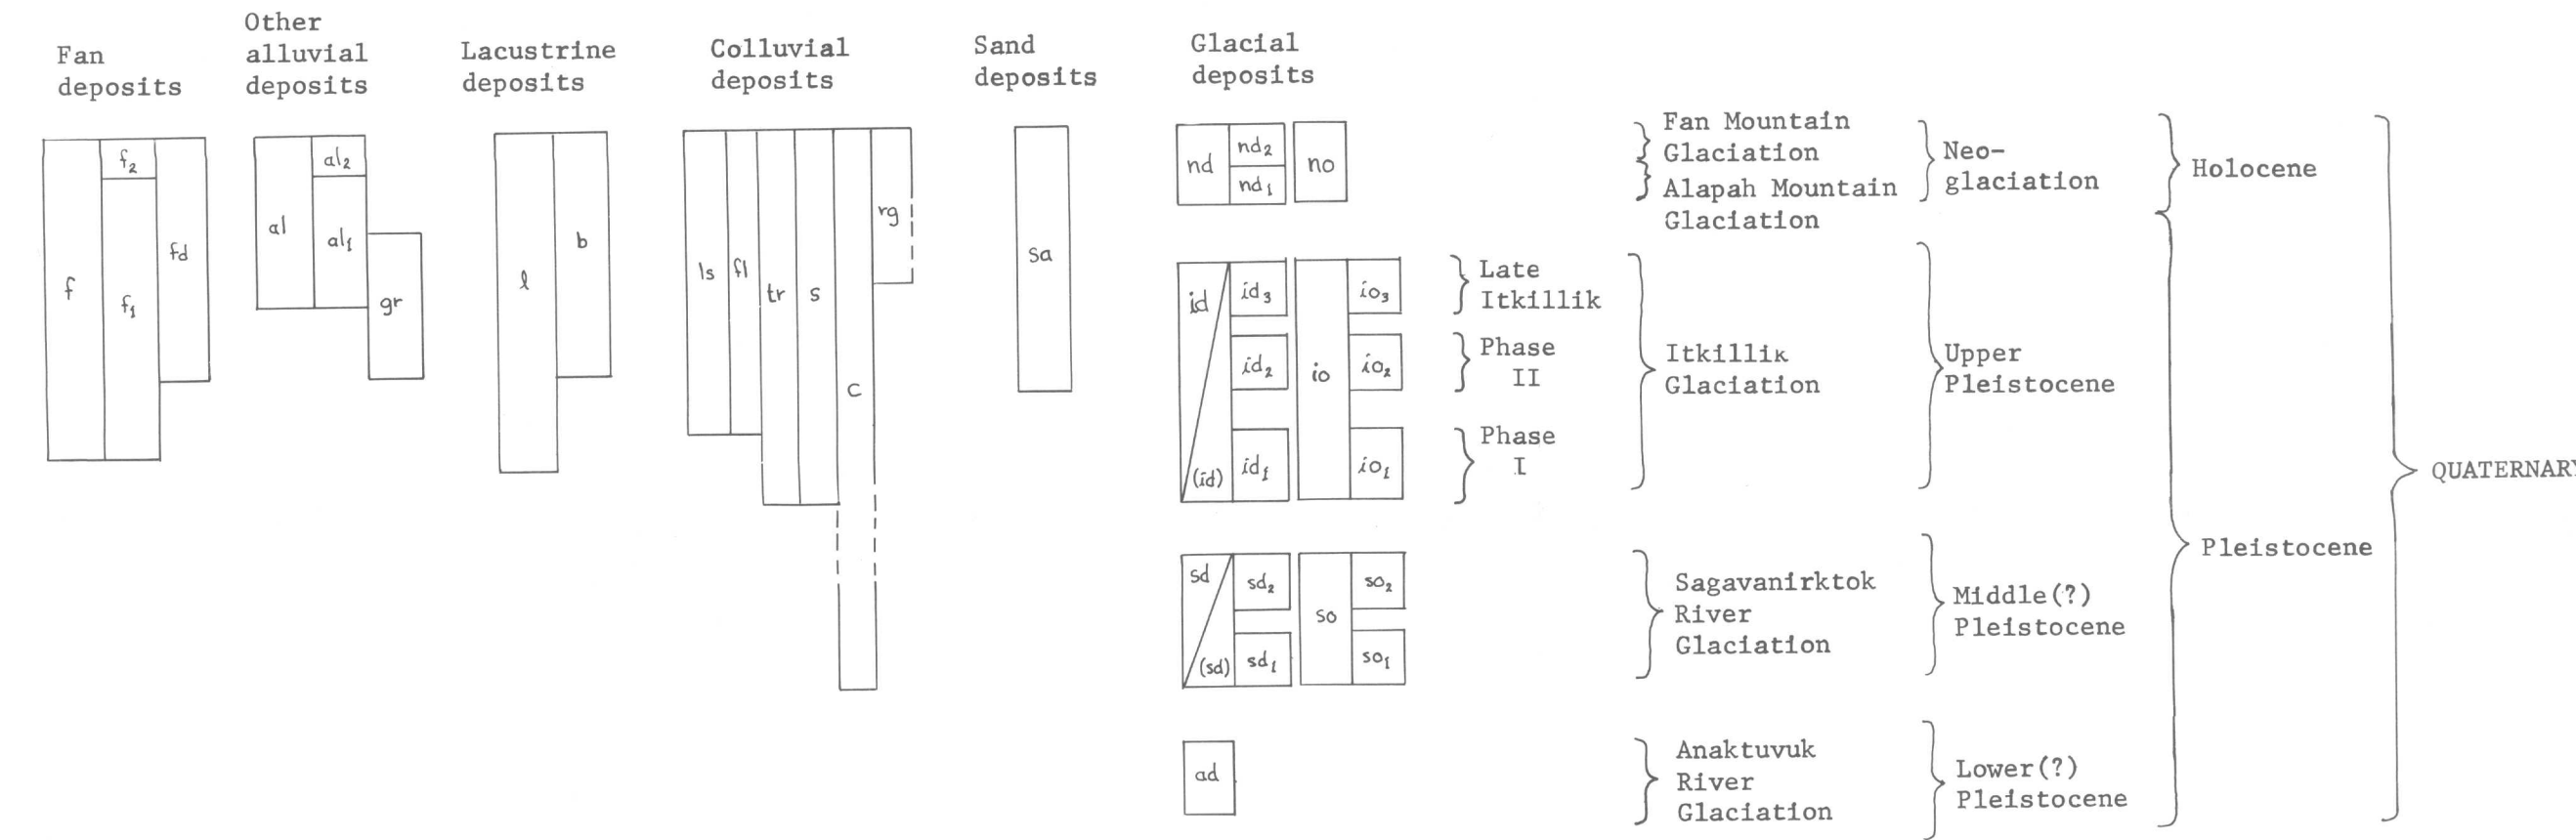 Fan
deposits
Other
alluvial
deposits
Lacustrine
deposits
Colluvial
deposits
Sand
deposits
Glacial
deposits
f
f₂
f₁
fd
al
al₂
al₁
gr
l
b
ls
fl
tr
s
c
rg
sa
nd
nd₂
nd₁
no
id
(id)
id₃
id₂
id₁
io
io₃
io₂
io₁
sd
(sd)
sd₂
sd₁
so
so₂
so₁
ad
Late
Itkillik
Phase
II
Phase
I
Fan Mountain
Glaciation
Alapah Mountain
Glaciation
Itkillik
Glaciation
Sagavanirktok
River
Glaciation
Anaktuvuk
River
Glaciation
Neo-
glaciation
Upper
Pleistocene
Middle(?)
Pleistocene
Lower(?)
Pleistocene
Holocene
Pleistocene
QUATERNARY